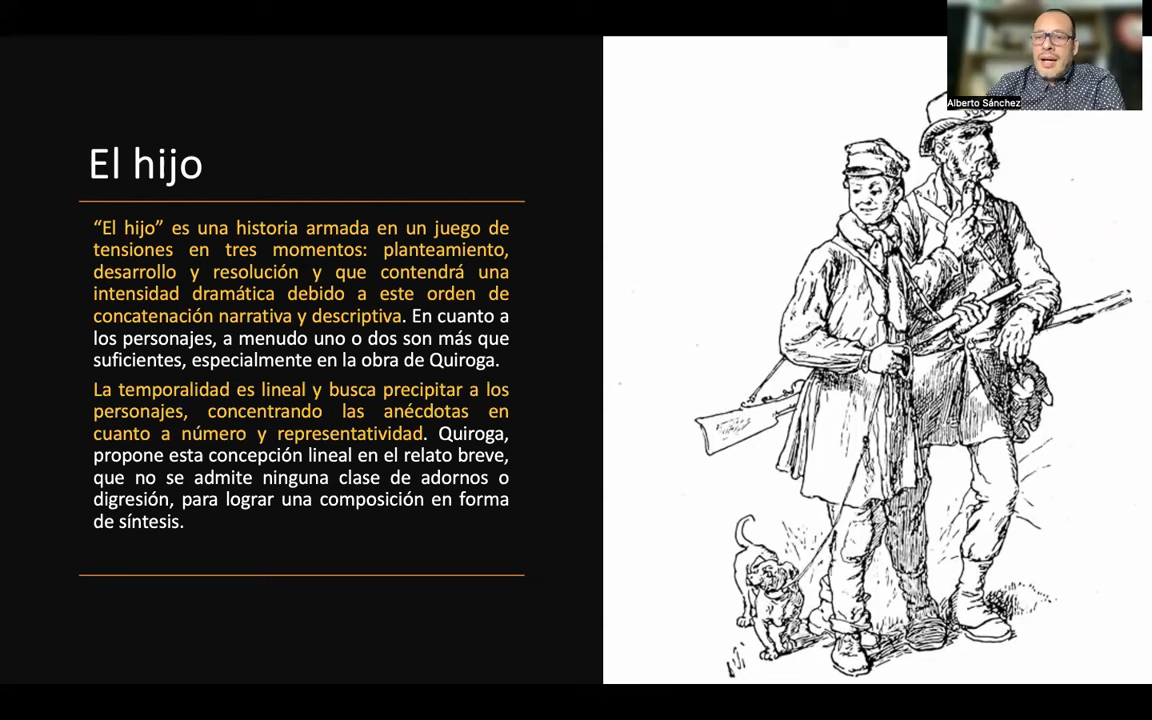 Alberto Sánchez
El hijo
“El hijo” es una historia armada en un juego de
tensiones en tres momentos: planteamiento,
desarrollo y resolución y que contendrá una
intensidad dramática debido a este orden de
concatenación narrativa y descriptiva. En cuanto a
los personajes, a menudo uno o dos son más que
suficientes, especialmente en la obra de Quiroga.
La temporalidad es lineal y busca precipitar a los
personajes, concentrando las anécdotas en
cuanto a número y representatividad. Quiroga,
propone esta concepción lineal en el relato breve,
que no se admite ninguna clase de adornos o
digresión, para lograr una composición en forma
de síntesis.